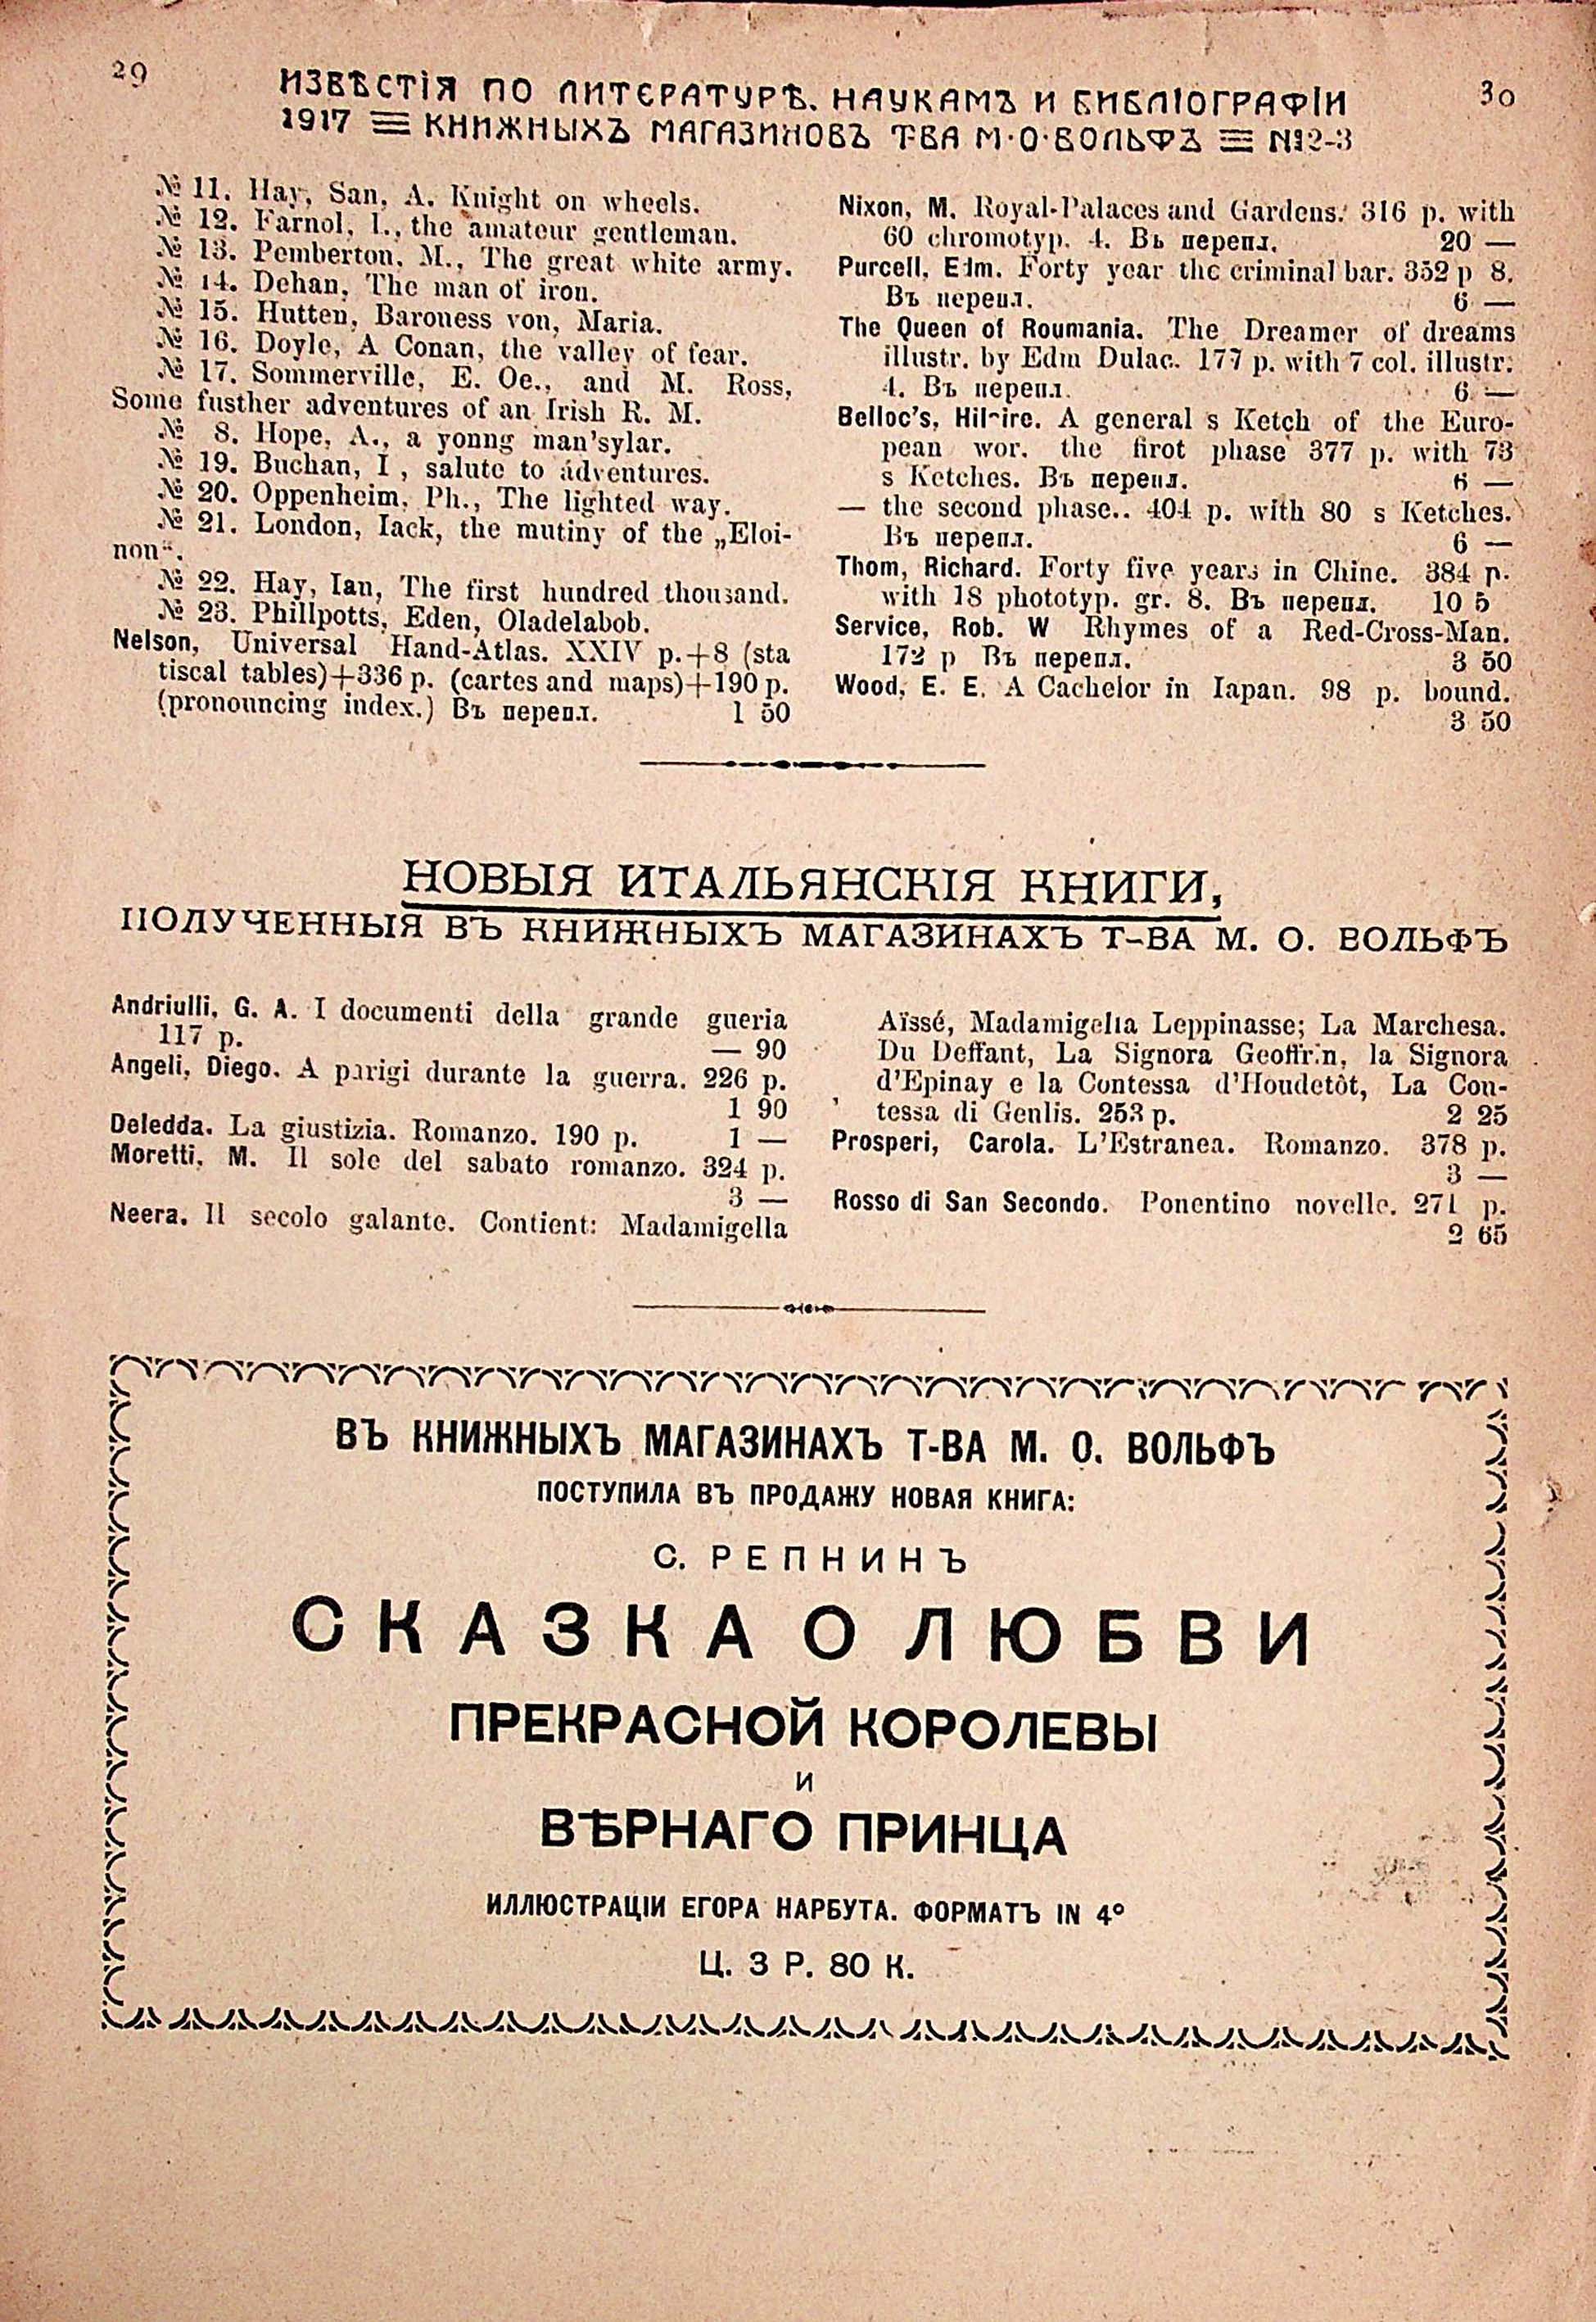 29
30
ИЗВѢСТІЯ ПО ЛИТЕРАТУРѢ. НАУКАМЪ И БИБЛІОГРАФІИ
1917 ☰ КНИЖНЫХЪ МАГАЗИНОВЪ Т-ВА М·О·ВОЛЬФЪ ☰ №2-3
№ 11. Hay, San, A. Knight on wheels.
№ 12. Farnol, I., the amateur gentleman.
№ 13. Pemberton, M., The great white army.
№ 14. Dehan, The man of iron.
№ 15. Hutten, Baroness von, Maria.
№ 16. Doyle, A Conan, the valley of fear.
№ 17. Sommerville, E. Oe., and M. Ross,
Some fusther adventures of an Irish R. M.
№ 8. Hope, A., a yonng man'sylar.
№ 19. Buchan, I , salute to adventures.
№ 20. Oppenheim, Ph., The lighted way.
№ 21. London, Iack, the mutiny of the „Eloi-
non“.
№ 22. Hay, Ian, The first hundred thousand.
№ 23. Phillpotts, Eden, Oladelabob.
Nelson, Universal Hand-Atlas. XXIV p.+8 (sta
tiscal tables)+336 p. (cartes and maps)+190 p.
(pronouncing index.) Въ перепл. 1 50
Nixon, M. Royal-Palaces and Gardens. 316 p. with
60 chromotyp. 4. Въ перепл. 20 —
Purcell, Edm. Forty year the criminal bar. 352 p 8.
Въ перепл. 6 —
The Queen of Roumania. The Dreamer of dreams
illustr. by Edm Dulac. 177 p. with 7 col. illustr.
4. Въ перепл. 6 —
Belloc's, Hilaire. A general s Ketch of the Euro-
pean wor. the firot phase 377 p. with 73
s Ketches. Въ перепл. 6 —
— the second phase.. 404 p. with 80 s Ketches.
Въ перепл. 6 —
Thom, Richard. Forty five years in Chine. 384 p.
with 18 phototyp. gr. 8. Въ перепл. 10 5
Service, Rob. W Rhymes of a Red-Cross-Man.
172 p Въ перепл. 3 50
Wood, E. E. A Cachelor in Iapan. 98 p. bound.
3 50
НОВЫЯ ИТАЛЬЯНСКІЯ КНИГИ,
ПОЛУЧЕННЫЯ ВЪ КНИЖНЫХЪ МАГАЗИНАХЪ Т-ВА М. О. ВОЛЬФЪ
Andriulli, G. A. I documenti della grande gueria
117 p. — 90
Angeli, Diego. A parigi durante la guerra. 226 p.
1 90
Deledda. La giustizia. Romanzo. 190 p. 1 —
Moretti, M. Il sole del sabato romanzo. 324 p.
3 —
Neera. Il secolo galante. Contient: Madamigella
Aïssé, Madamigella Leppinasse; La Marchesa.
Du Deffant, La Signora Geoffrin, la Signora
d'Epinay e la Contessa d'Houdetôt, La Con-
tessa di Genlis. 253 p. 2 25
Prosperi, Carola. L'Estranea. Romanzo. 378 p.
3 —
Rosso di San Secondo. Ponentino novelle. 271 p.
2 65
ВЪ КНИЖНЫХЪ МАГАЗИНАХЪ Т-ВА М. О. ВОЛЬФЪ
ПОСТУПИЛА ВЪ ПРОДАЖУ НОВАЯ КНИГА:
С. РЕПНИНЪ
СКАЗКА О ЛЮБВИ
ПРЕКРАСНОЙ КОРОЛЕВЫ
И
ВѢРНАГО ПРИНЦА
ИЛЛЮСТРАЦІИ ЕГОРА НАРБУТА. ФОРМАТЪ IN 4°
Ц. 3 Р. 80 К.